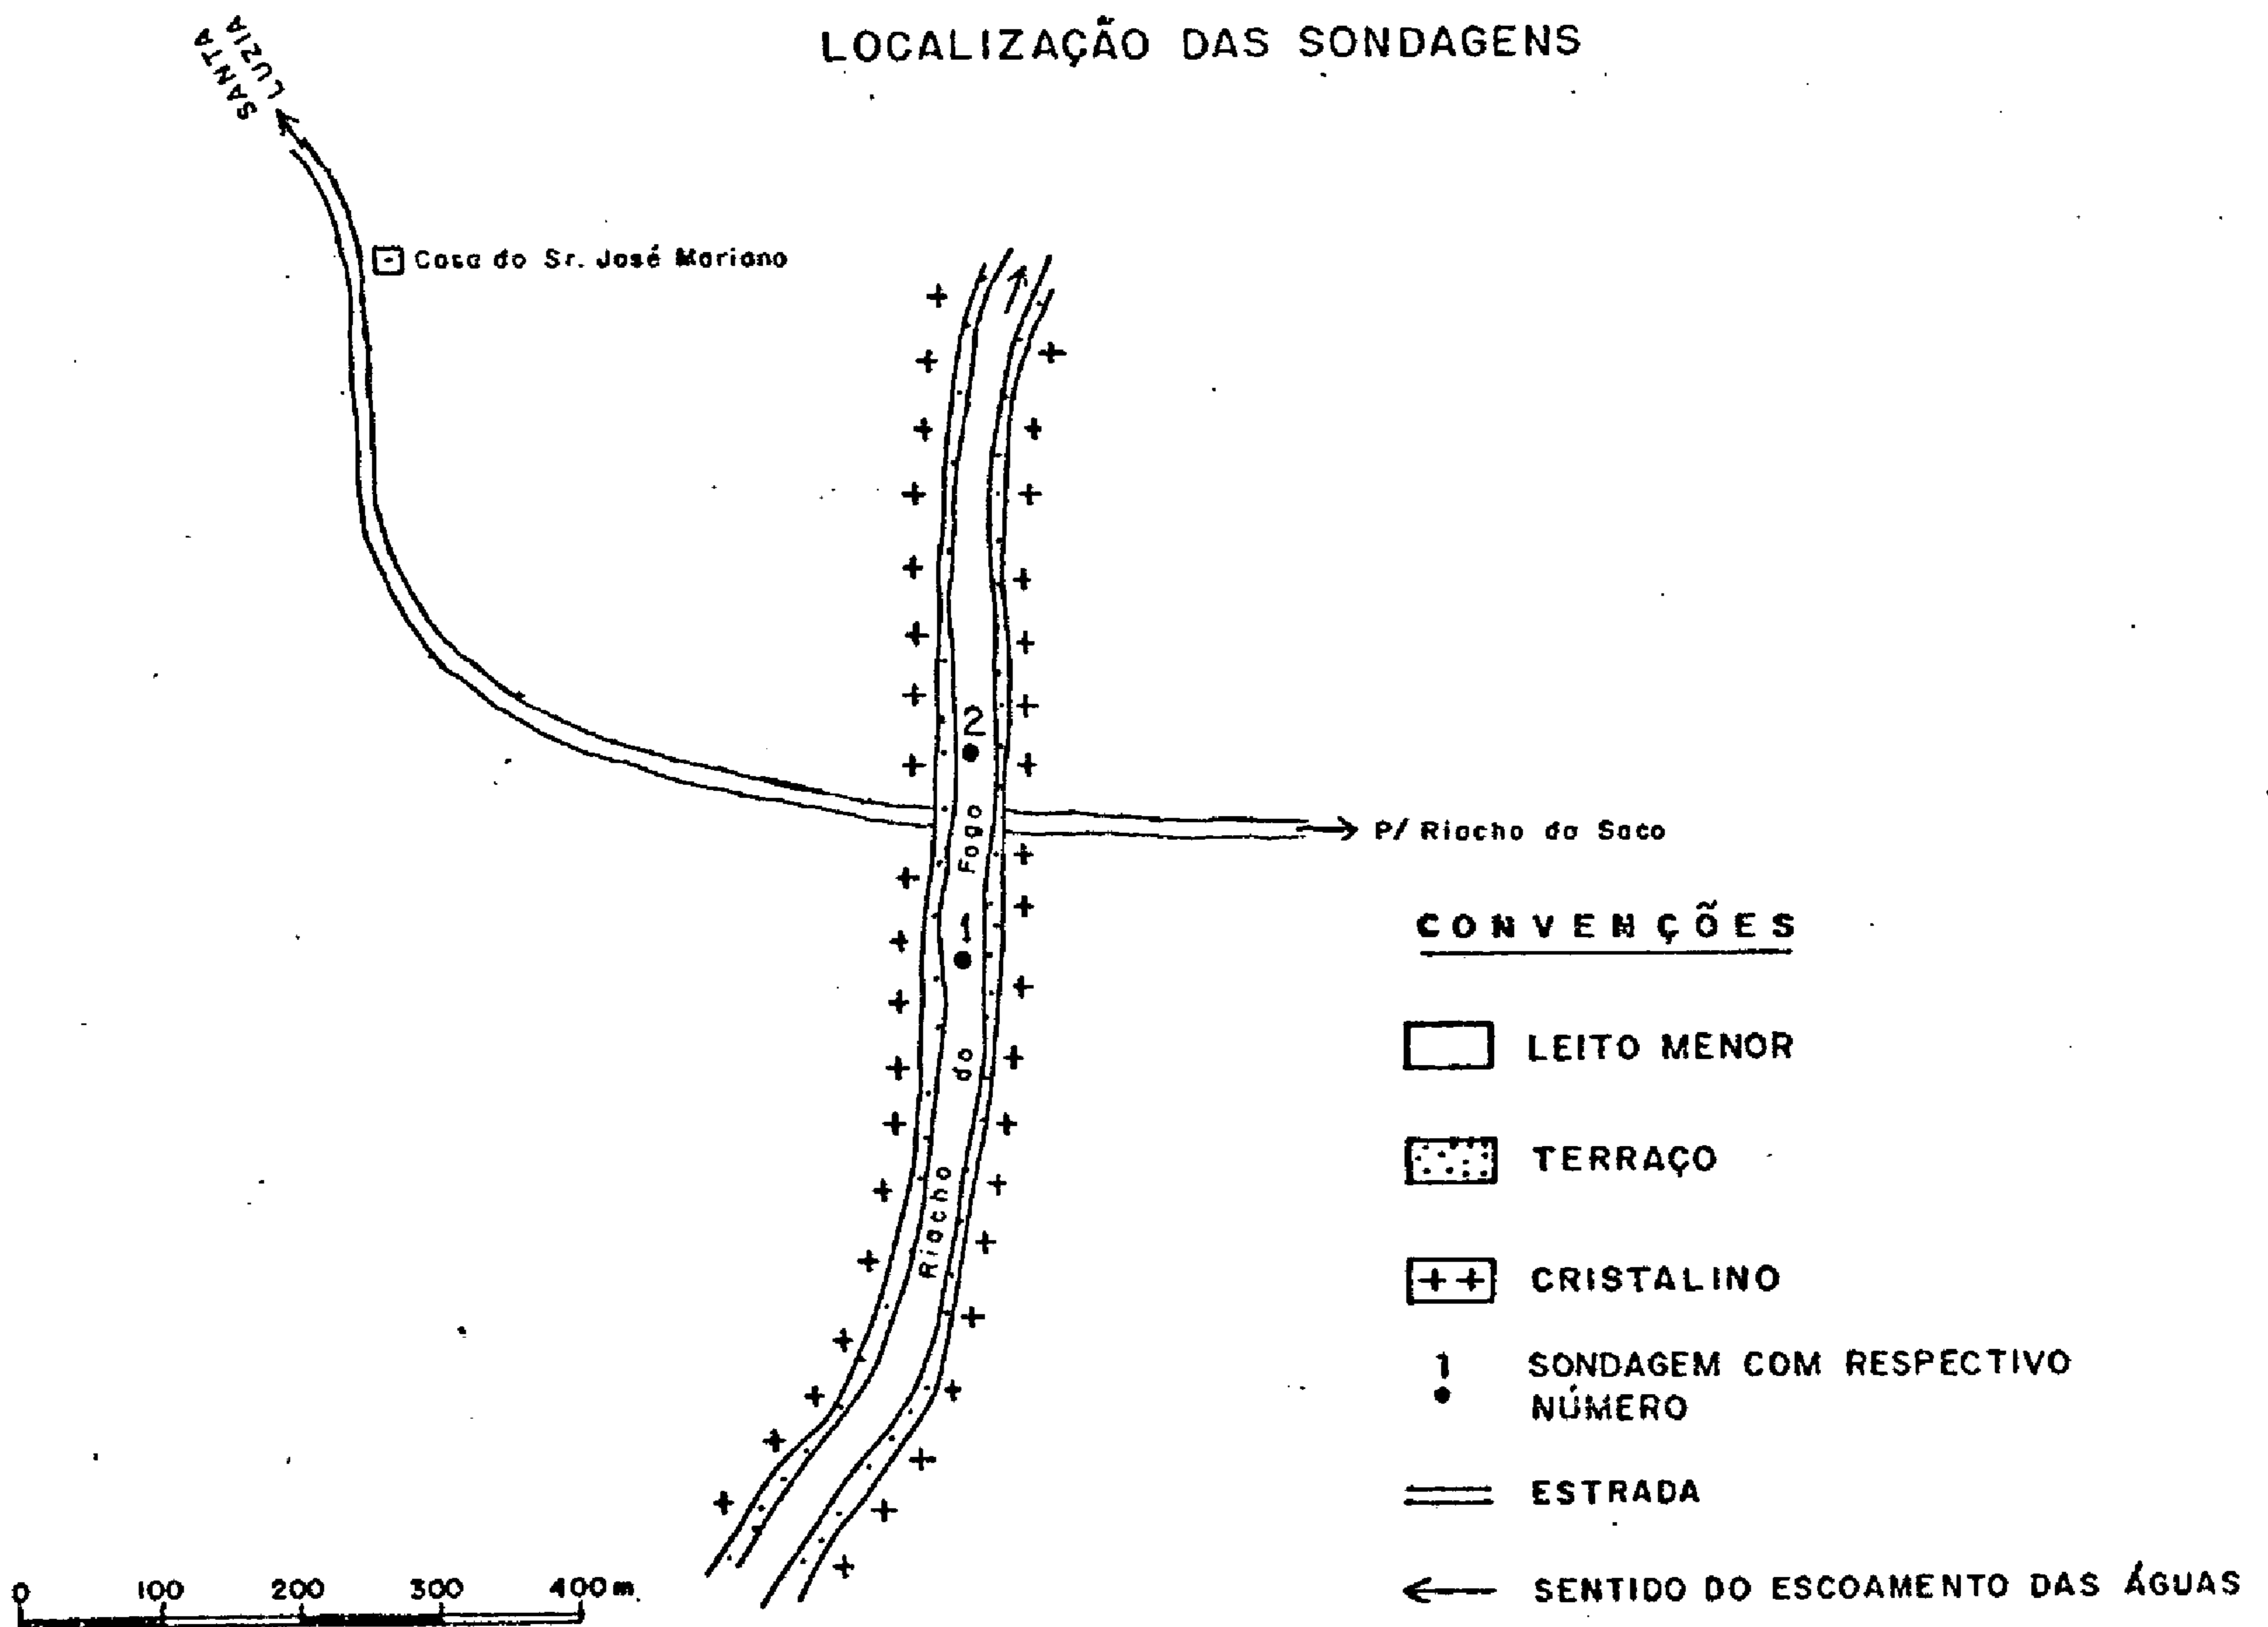 LOCALIZAÇÃO DAS SONDAGENS
SANTA
LUZIA
Casa do Sr. José Mariano
2
P/ Riacho do Saco
Riacho do Fogo
1
CONVENÇÕES
LEITO MENOR
TERRAÇO
CRISTALINO
1 SONDAGEM COM RESPECTIVO
NÚMERO
ESTRADA
SENTIDO DO ESCOAMENTO DAS ÁGUAS
0 100 200 300 400m